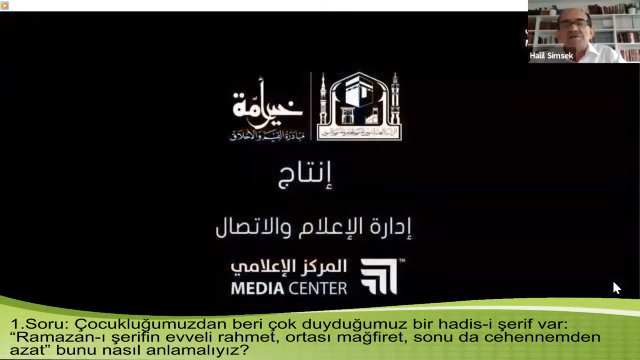 Halil Simsek
خير أمة
مبادرة القيم والأخلاق
إنتاج
إدارة الإعلام والاتصال
المركز الإعلامي
MEDIA CENTER
1.Soru: Çocukluğumuzdan beri çok duyduğumuz bir hadis-i şerif var:
“Ramazan-ı şerifin evveli rahmet, ortası mağfiret, sonu da cehennemden
azat” bunu nasıl anlamalıyız?